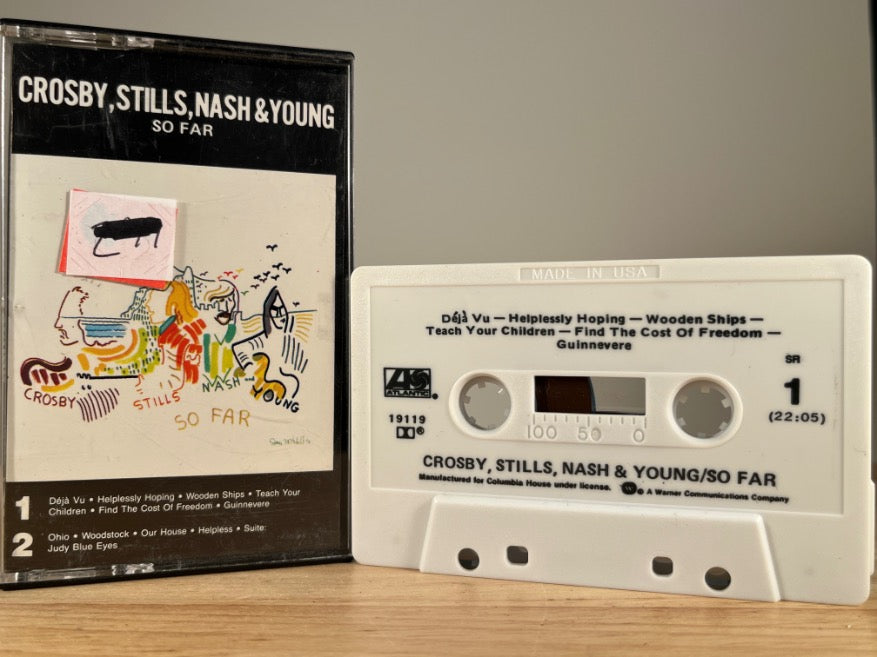 CROSBY, STILLS, NASH & YOUNG
SO FAR
CROSBY
STILLS
NASH
YOUNG
SO FAR
1
Déjà Vu • Helplessly Hoping • Wooden Ships • Teach Your
Children • Find The Cost Of Freedom • Guinnevere
2
Ohio • Woodstock • Our House • Helpless • Suite:
Judy Blue Eyes
MADE IN USA
Déjà Vu — Helplessly Hoping — Wooden Ships —
Teach Your Children — Find The Cost Of Freedom —
Guinnevere
ATLANTIC
19119
SR
1
(22:05)
100 50 0
CROSBY, STILLS, NASH & YOUNG/SO FAR
Manufactured for Columbia House under license. A Warner Communications Company